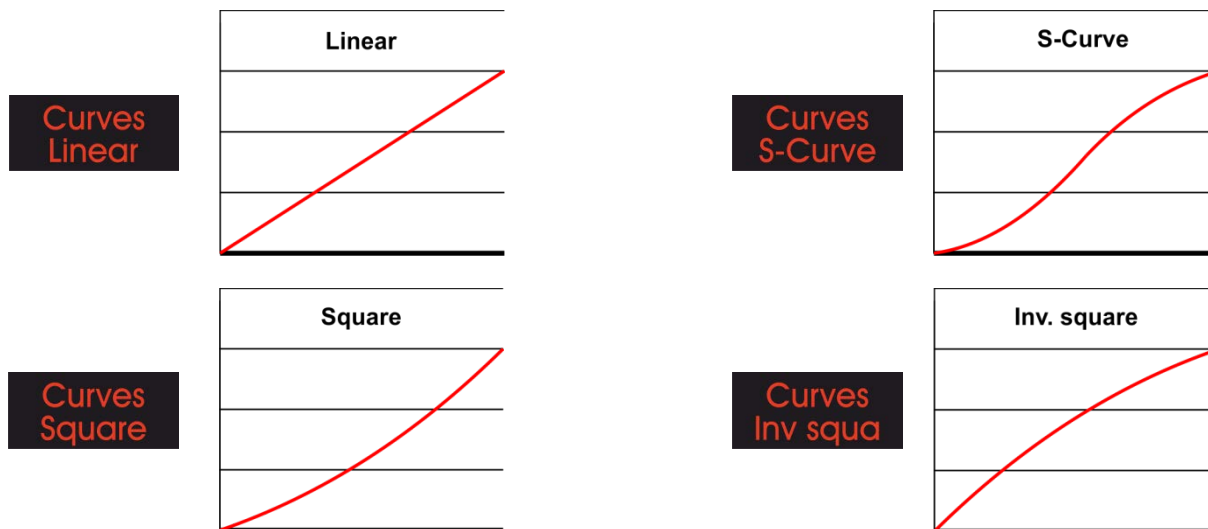 Linear
Curves
Linear
S-Curve
Curves
S-Curve
Square
Curves
Square
Inv. square
Curves
Inv squa